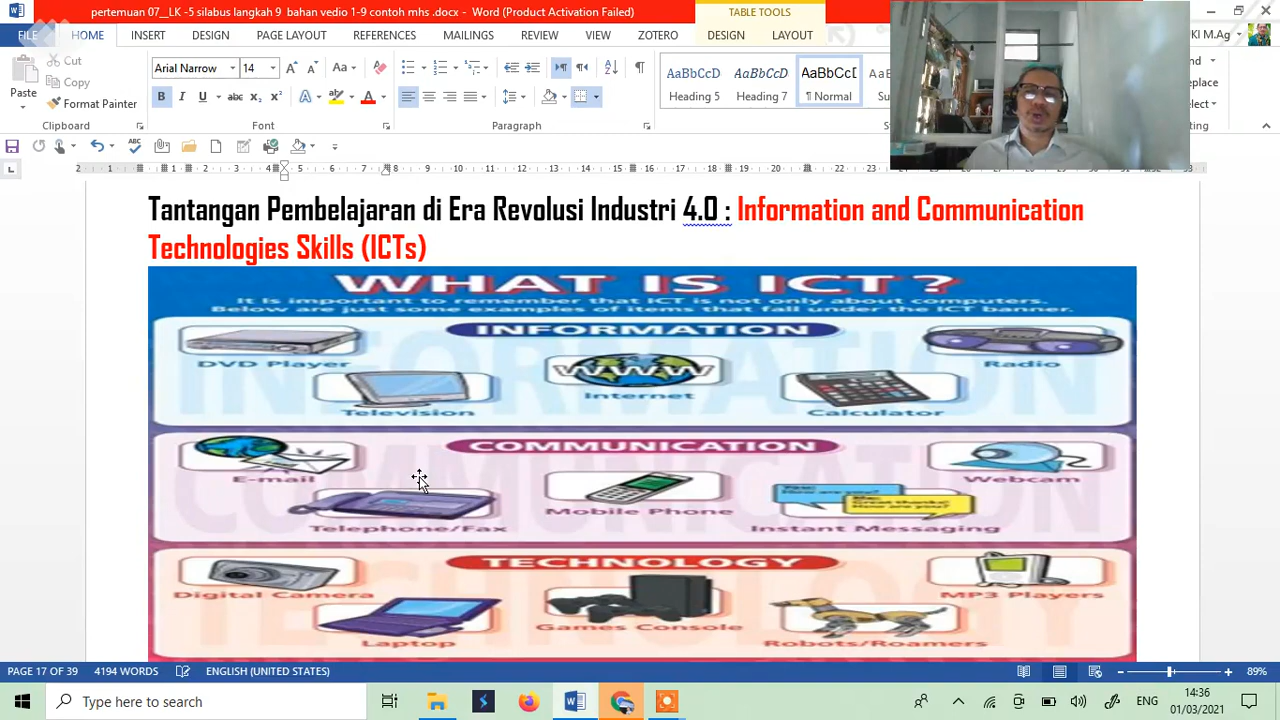 pertemuan 07__LK -5 silabus langkah 9 bahan vedio 1-9 contoh mhs .docx - Word (Product Activation Failed)
TABLE TOOLS
FILE HOME INSERT DESIGN PAGE LAYOUT REFERENCES MAILINGS REVIEW VIEW ZOTERO DESIGN LAYOUT KI M.Ag
Cut
Copy
Format Painter
Paste
Arial Narrow 14
Clipboard
Font
Paragraph
AaBbCcD AaBbCcD AaBbCcD
Heading 5 Heading 7 ¶ Normal
Tantangan Pembelajaran di Era Revolusi Industri 4.0 : Information and Communication
Technologies Skills (ICTs)
WHAT IS ICT?
It Is important to remember that ICT is not only about computers.
Below are just some examples of items that fall under the ICT banner.
INFORMATION
DVD Player
Television
www
Internet
Calculator
Radio
COMMUNICATION
E-mail
Telephone/Fax
Mobile Phone
Instant Messaging
Webcam
TECHNOLOGY
Digital Camera
Laptop
Games Console
Robots/Roamers
MP3 Players
PAGE 17 OF 39 4194 WORDS ENGLISH (UNITED STATES) 89%
Type here to search
ENG
14:36
01/03/2021